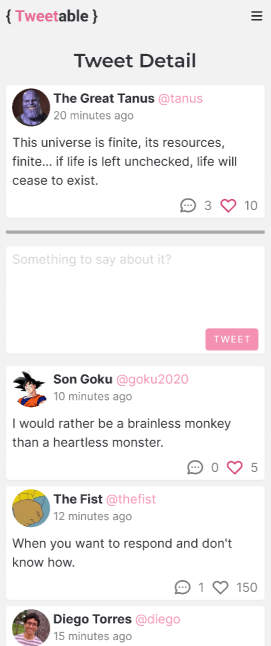 { Tweetable }
Tweet Detail
The Great Tanus @tanus
20 minutes ago
This universe is finite, its resources,
finite... if life is left unchecked, life will
cease to exist.
3 10
Something to say about it?
TWEET
Son Goku @goku2020
10 minutes ago
I would rather be a brainless monkey
than a heartless monster.
0 5
The Fist @thefist
12 minutes ago
When you want to respond and don't
know how.
1 150
Diego Torres @diego
15 minutes ago